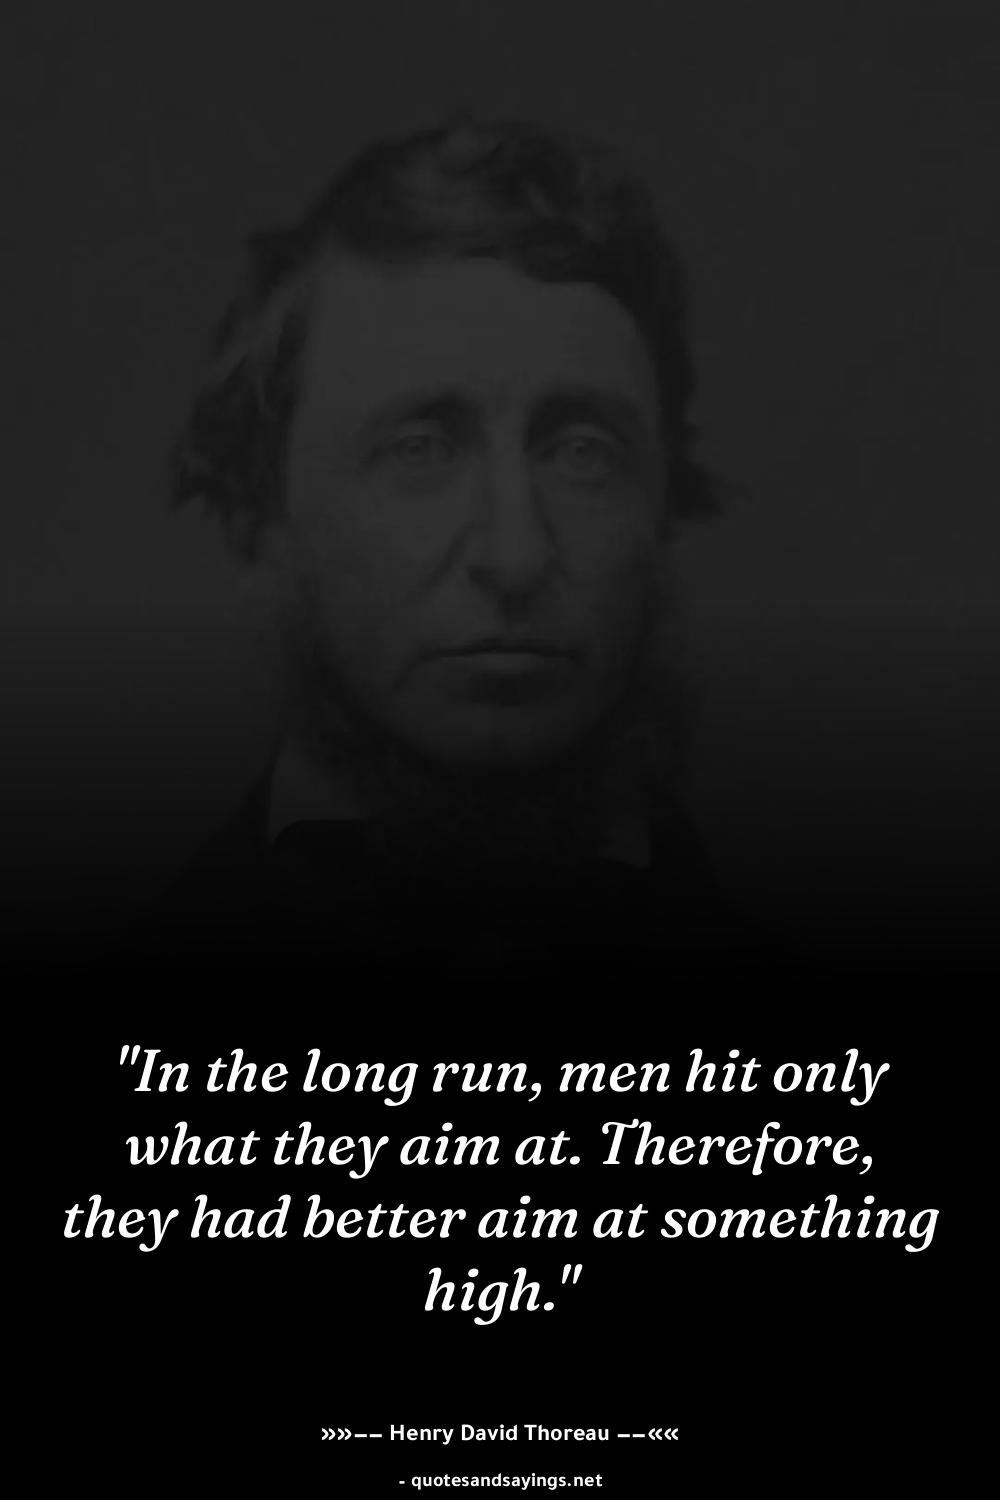 "In the long run, men hit only
what they aim at. Therefore,
they had better aim at something
high."
»»-- Henry David Thoreau --««
- quotesandsayings.net